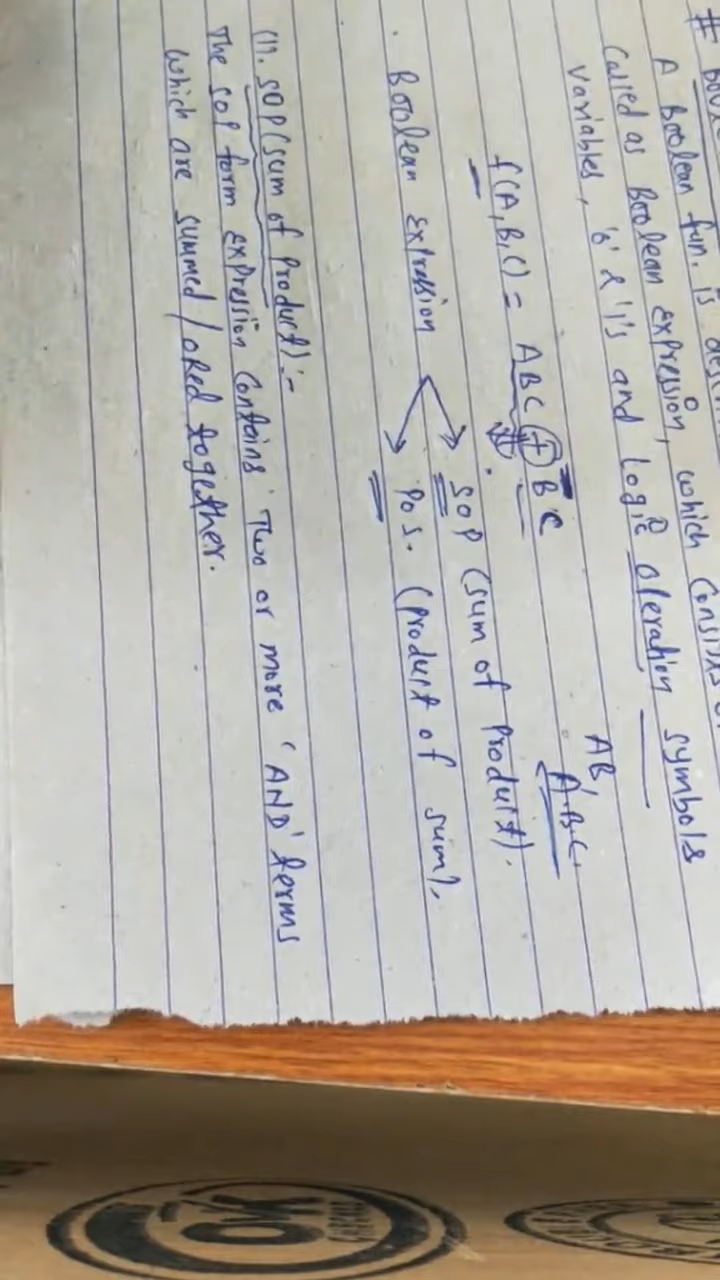 #
A Boolean fun. is
called as Boolean expression, which consists
variables, '0' & '1's and Logic operation symbols
AB,
A.B.C.
f(A,B,C) = ABC + B̅C
Boolean expression
SOP (sum of product).
POS. (product of sum).
(1). SOP (sum of product):-
The SOP form expression contains Two or more 'AND' terms
which are summed / ORed together.
OK